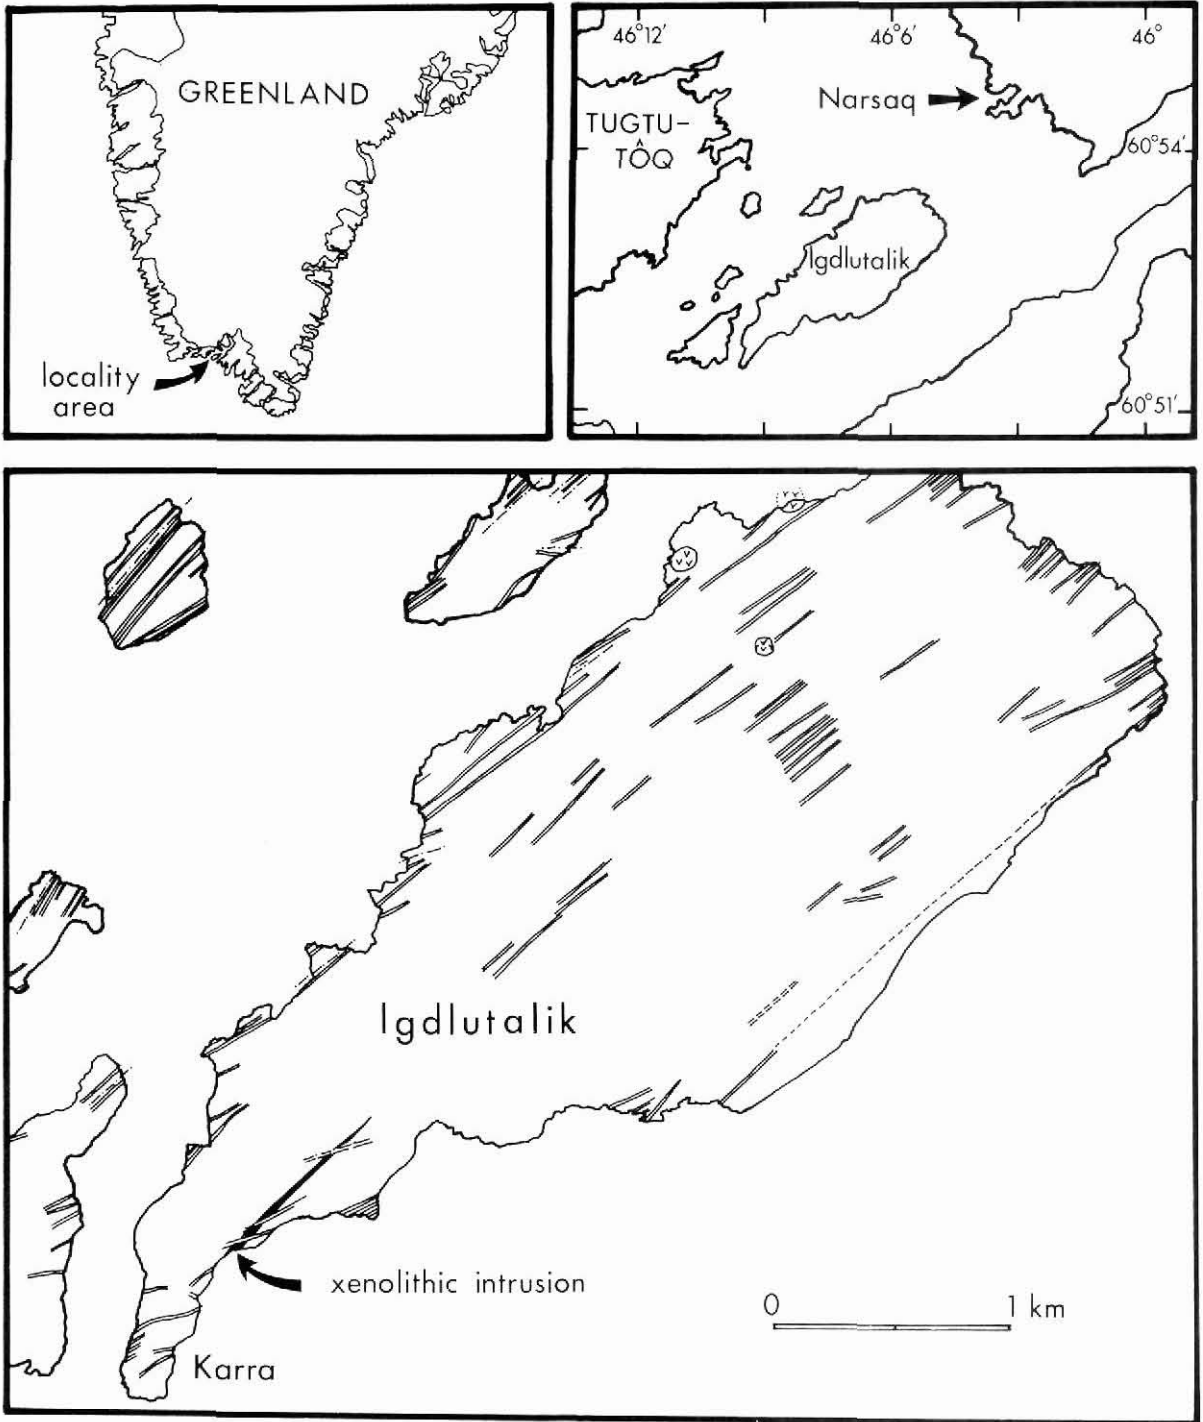 GREENLAND
locality
area
46°12′
46°6′
46°
Narsaq
TUGTU-
TÔQ
60°54′
Igdlutalik
60°51′
Igdlutalik
xenolithic intrusion
0
1 km
Karra